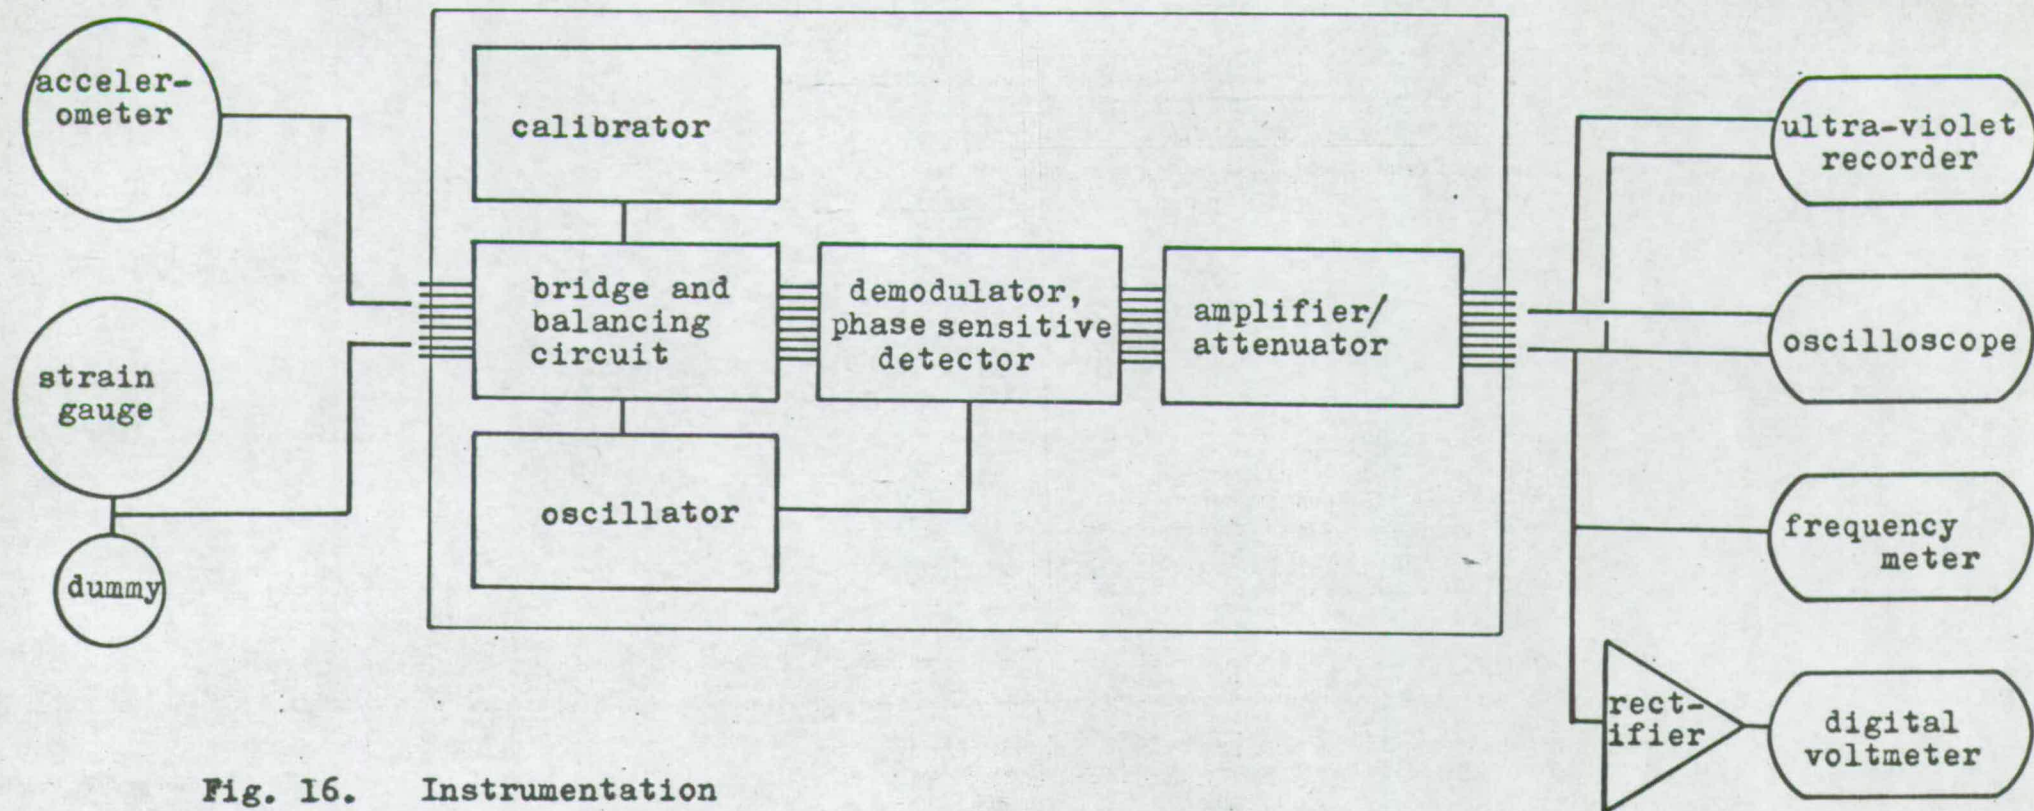 acceler-
ometer
strain
gauge
dummy
calibrator
bridge and
balancing
circuit
oscillator
demodulator,
phase sensitive
detector
amplifier/
attenuator
ultra-violet
recorder
oscilloscope
frequency
meter
rect-
ifier
digital
voltmeter
Fig. 16. Instrumentation